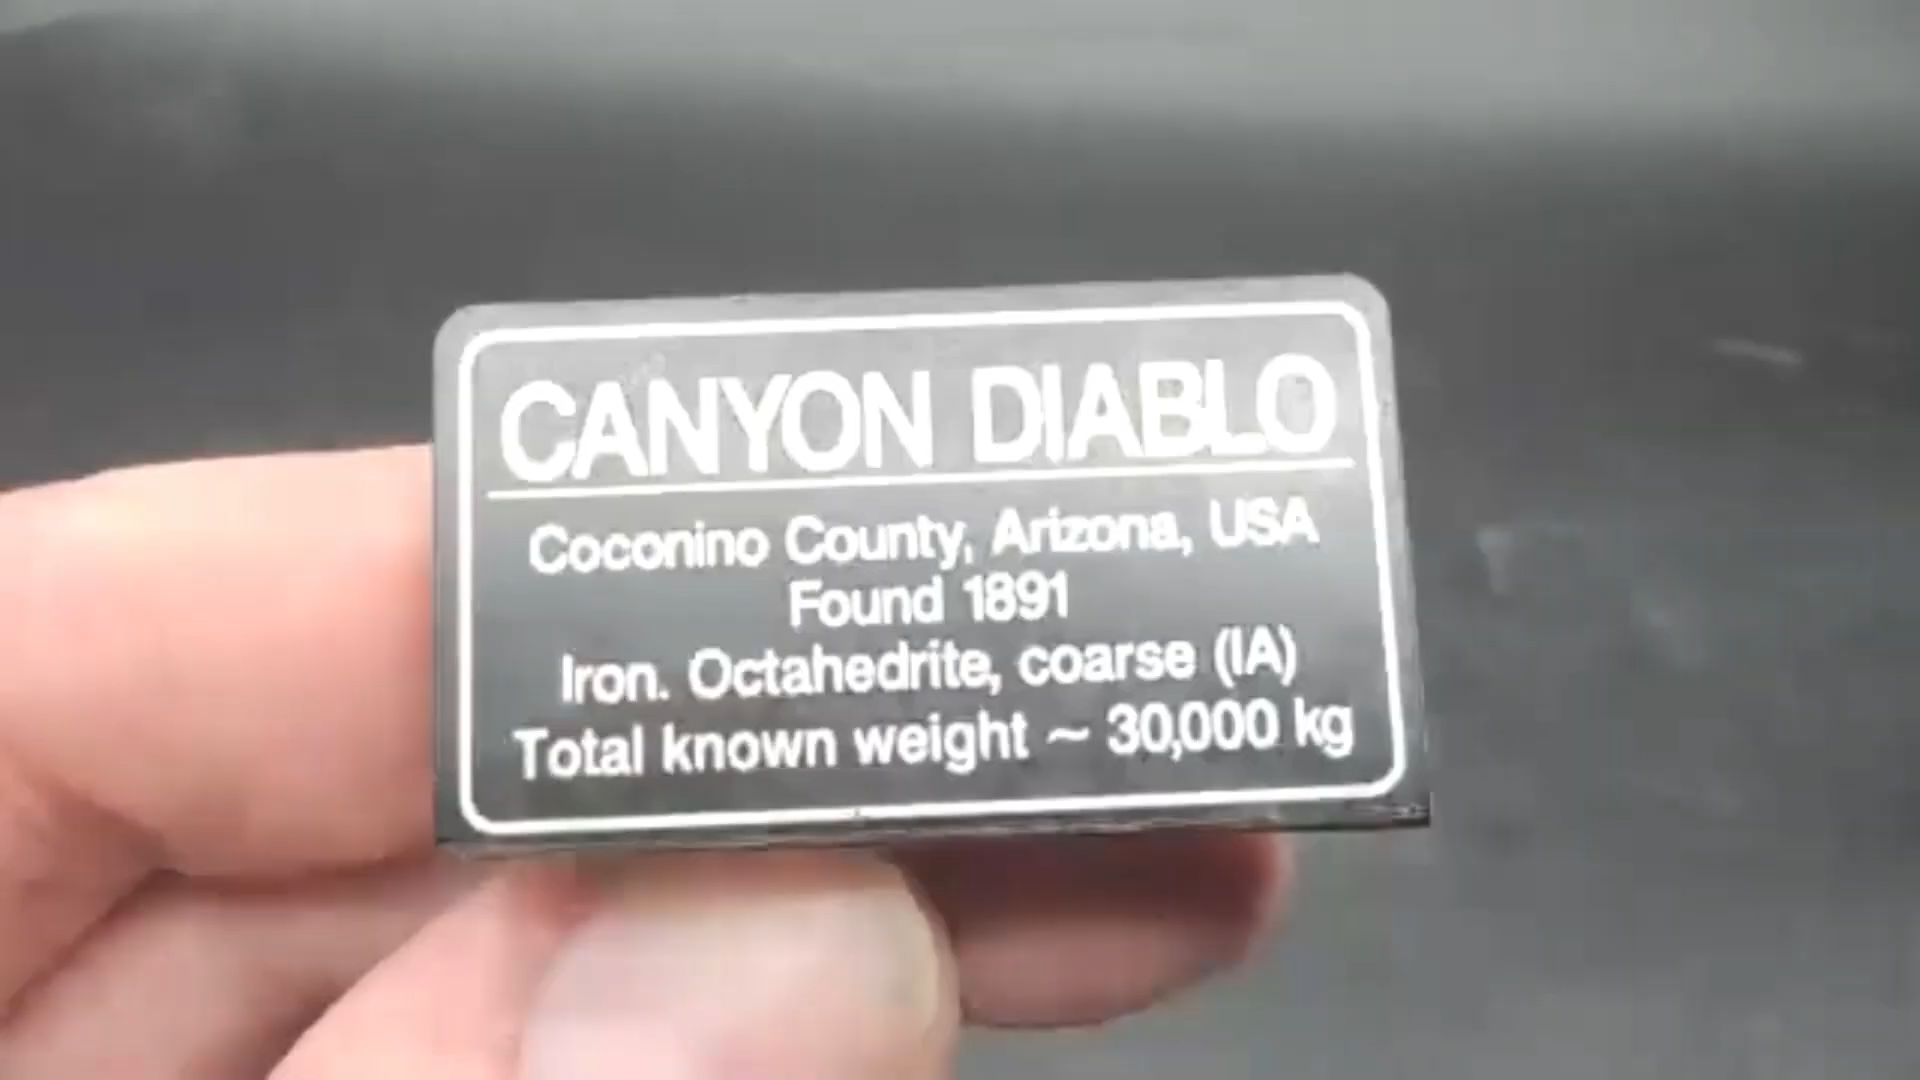 CANYON DIABLO
Coconino County, Arizona, USA
Found 1891
Iron. Octahedrite, coarse (IA)
Total known weight ~ 30,000 kg